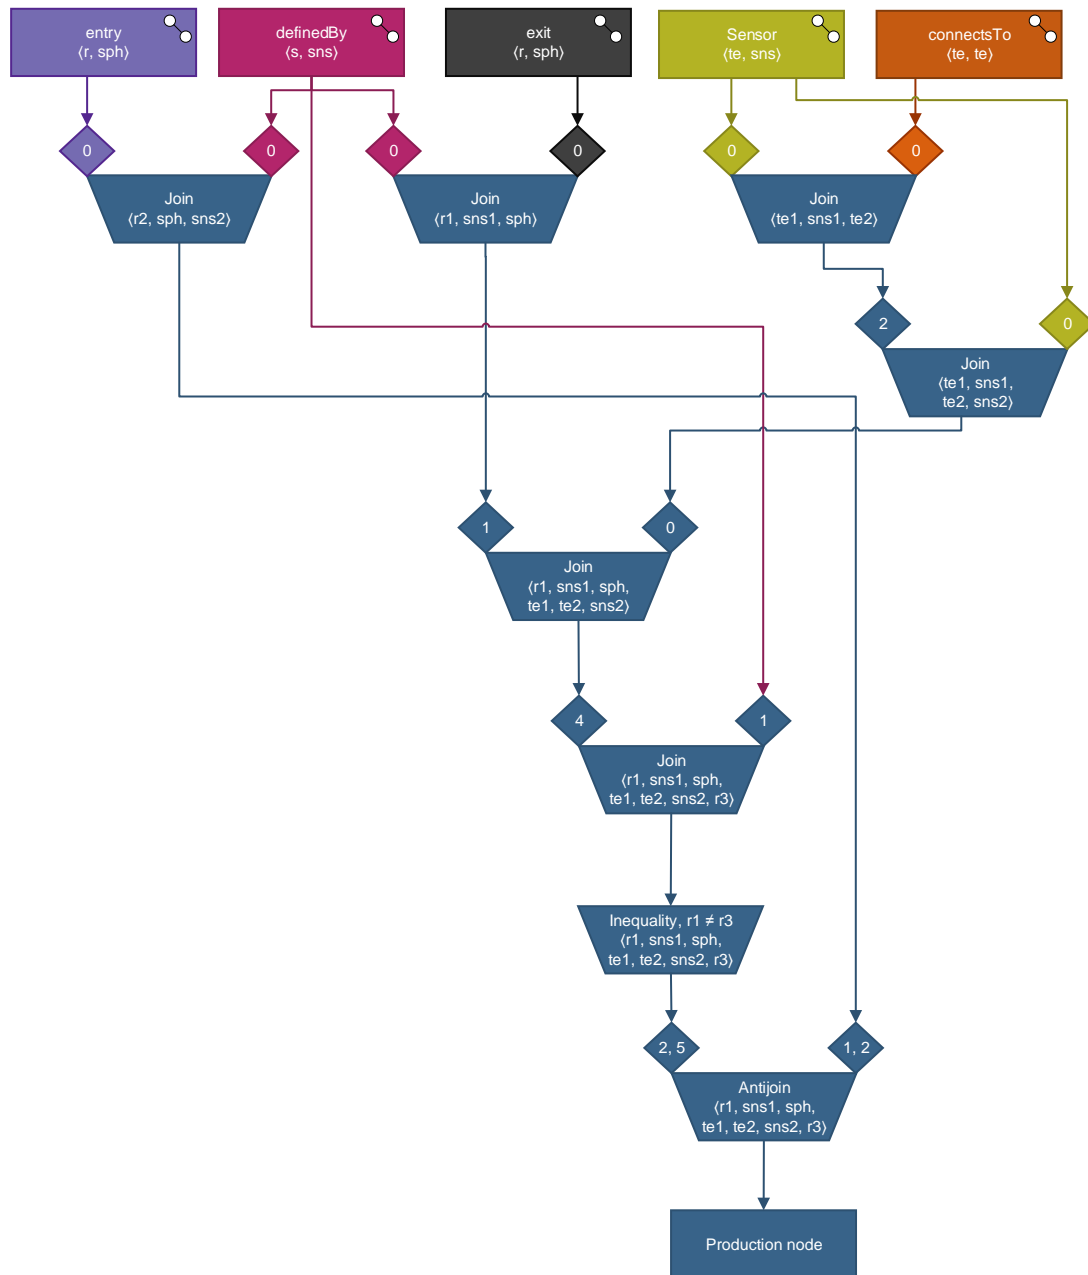 entry
⟨r, sph⟩
definedBy
⟨s, sns⟩
exit
⟨r, sph⟩
Sensor
⟨te, sns⟩
connectsTo
⟨te, te⟩
0
0
0
0
0
0
Join
⟨r2, sph, sns2⟩
Join
⟨r1, sns1, sph⟩
Join
⟨te1, sns1, te2⟩
2
0
Join
⟨te1, sns1,
te2, sns2⟩
1
0
Join
⟨r1, sns1, sph,
te1, te2, sns2⟩
4
1
Join
⟨r1, sns1, sph,
te1, te2, sns2, r3⟩
Inequality, r1 ≠ r3
⟨r1, sns1, sph,
te1, te2, sns2, r3⟩
2, 5
1, 2
Antijoin
⟨r1, sns1, sph,
te1, te2, sns2, r3⟩
Production node